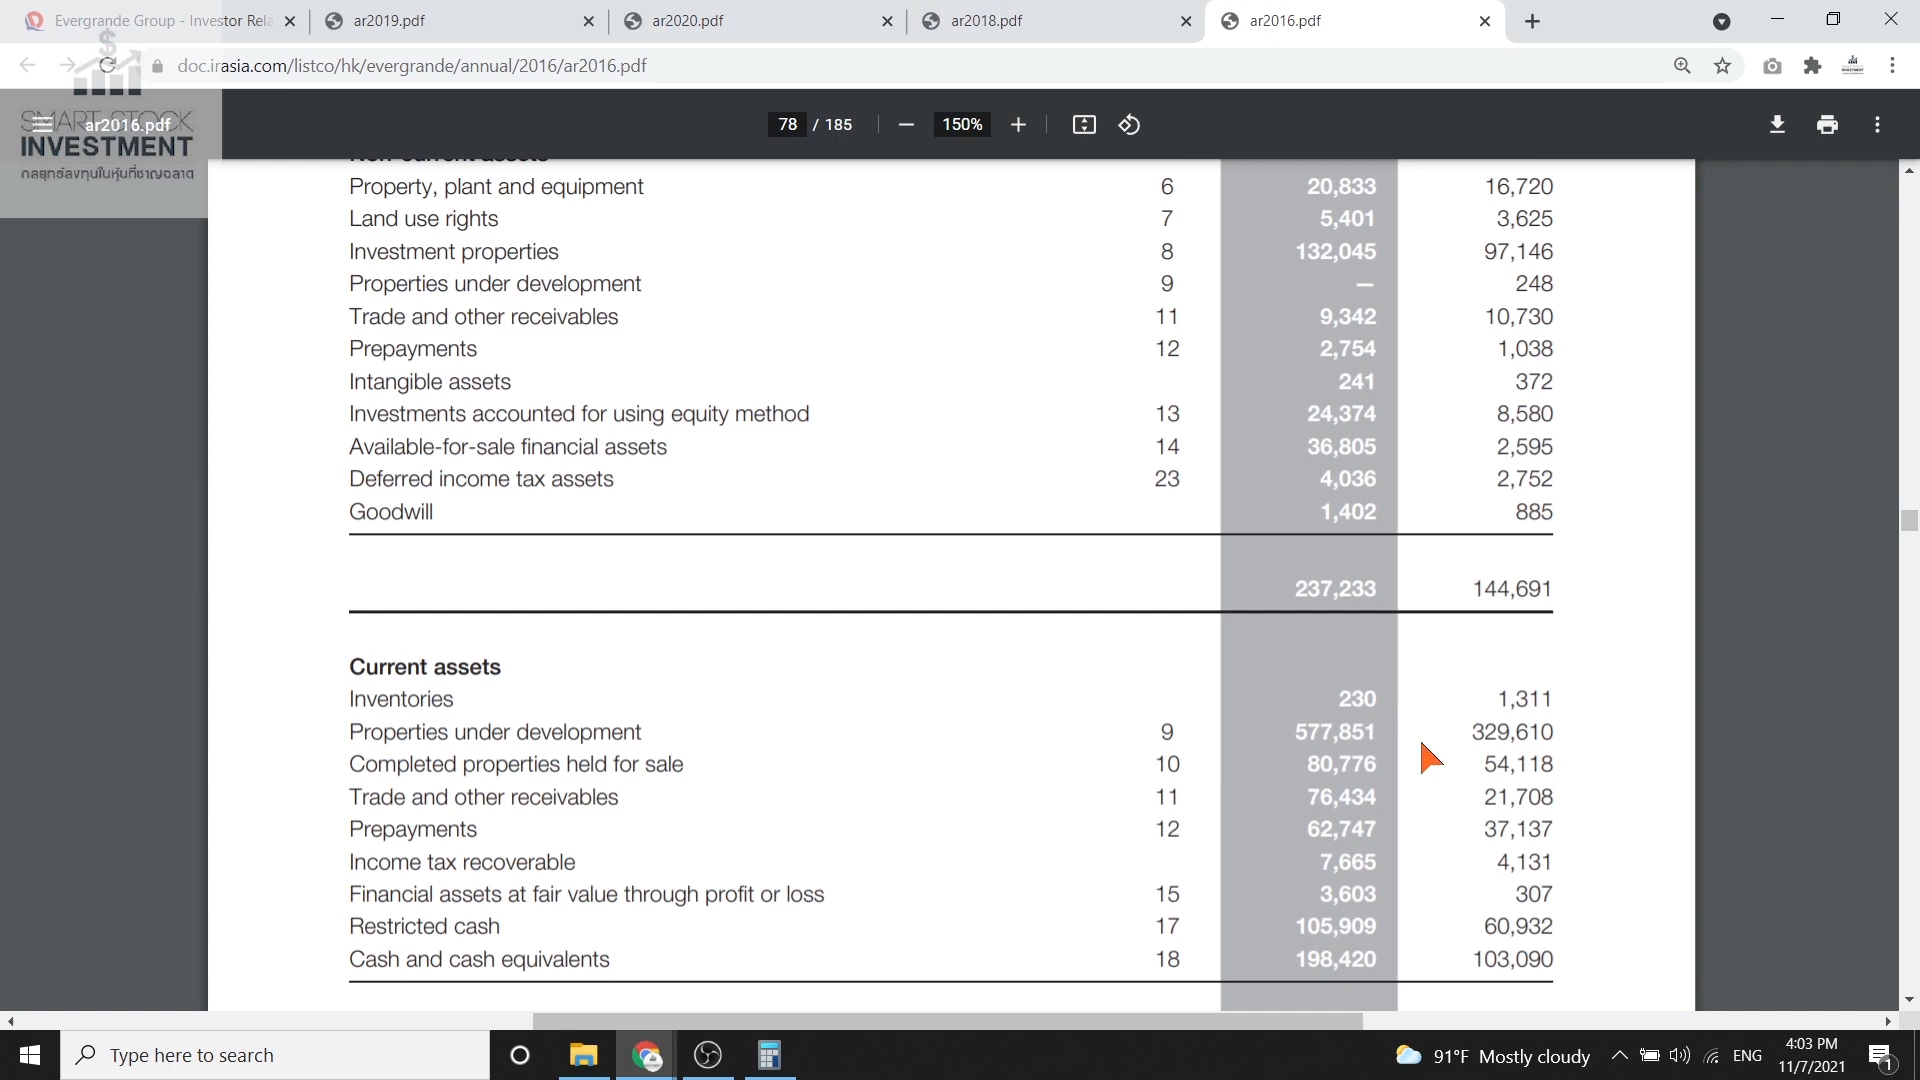 Evergrande Group - Investor Rela
ar2019.pdf
ar2020.pdf
ar2018.pdf
ar2016.pdf
doc.irasia.com/listco/hk/evergrande/annual/2016/ar2016.pdf
SMART STOCK
INVESTMENT
กลยุทธ์ลงทุนในหุ้นที่ชาญฉลาด
ar2016.pdf
78 / 185
150%
Non-current assets
Property, plant and equipment 6 20,833 16,720
Land use rights 7 5,401 3,625
Investment properties 8 132,045 97,146
Properties under development 9 — 248
Trade and other receivables 11 9,342 10,730
Prepayments 12 2,754 1,038
Intangible assets 241 372
Investments accounted for using equity method 13 24,374 8,580
Available-for-sale financial assets 14 36,805 2,595
Deferred income tax assets 23 4,036 2,752
Goodwill 1,402 885
237,233 144,691
Current assets
Inventories 230 1,311
Properties under development 9 577,851 329,610
Completed properties held for sale 10 80,776 54,118
Trade and other receivables 11 76,434 21,708
Prepayments 12 62,747 37,137
Income tax recoverable 7,665 4,131
Financial assets at fair value through profit or loss 15 3,603 307
Restricted cash 17 105,909 60,932
Cash and cash equivalents 18 198,420 103,090
Type here to search
91°F Mostly cloudy
ENG
4:03 PM
11/7/2021
1